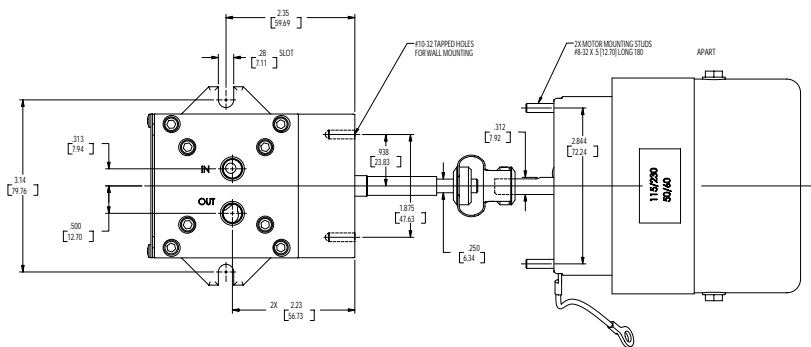 2.35
[59.69]
.28 SLOT
[7.11]
#10-32 TAPPED HOLES
FOR WALL MOUNTING
2X MOTOR MOUNTING STUDS
#8-32 X .5 [12.70] LONG 180
APART
.313
[7.94]
IN
3.14
[79.76]
OUT
.500
[12.70]
.938
[23.83]
1.875
[47.63]
.312
[7.92]
2.844
[72.24]
115/230
50/60
.250
[6.34]
2X 2.23
[56.73]